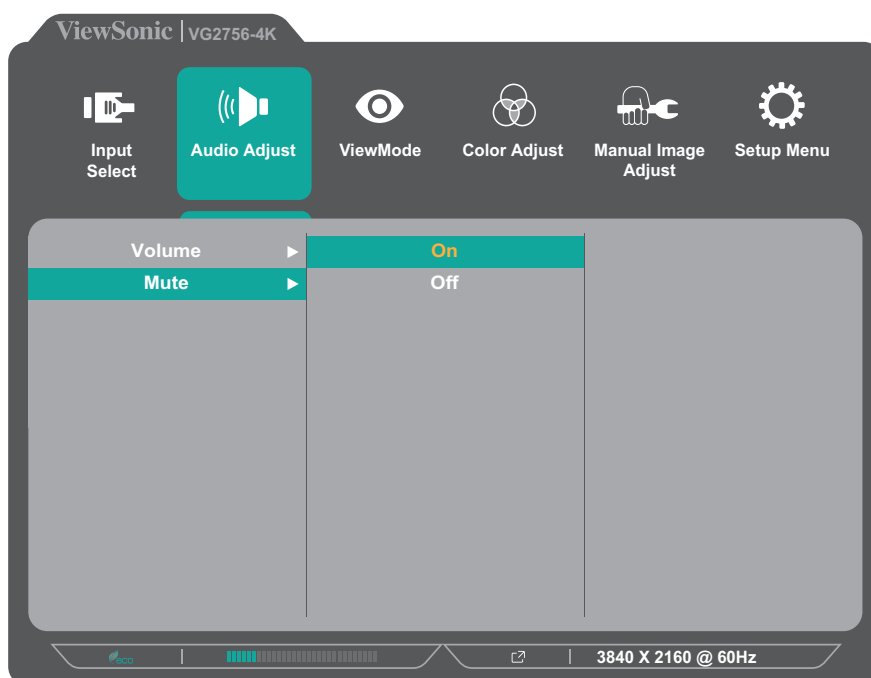 ViewSonic | VG2756-4K
Input Select
Audio Adjust
ViewMode
Color Adjust
Manual Image Adjust
Setup Menu
Volume
On
Mute
Off
eco
3840 X 2160 @ 60Hz